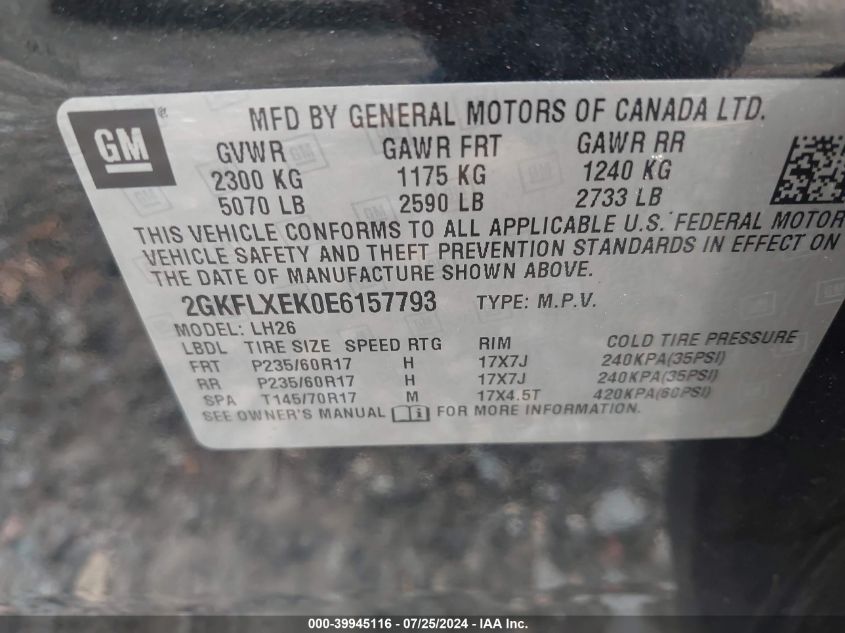 GM
MFD BY GENERAL MOTORS OF CANADA LTD.
GVWR GAWR FRT GAWR RR
2300 KG 1175 KG 1240 KG
5070 LB 2590 LB 2733 LB
THIS VEHICLE CONFORMS TO ALL APPLICABLE U.S. FEDERAL MOTOR
VEHICLE SAFETY AND THEFT PREVENTION STANDARDS IN EFFECT ON
THE DATE OF MANUFACTURE SHOWN ABOVE.
2GKFLXEK0E6157793 TYPE: M.P.V.
MODEL: LH26
LBDL TIRE SIZE SPEED RTG RIM COLD TIRE PRESSURE
FRT P235/60R17 H 17X7J 240KPA(35PSI)
RR P235/60R17 H 17X7J 240KPA(35PSI)
SPA T145/70R17 M 17X4.5T 420KPA(60PSI)
SEE OWNER'S MANUAL i FOR MORE INFORMATION.
000-39945116 - 07/25/2024 - IAA Inc.